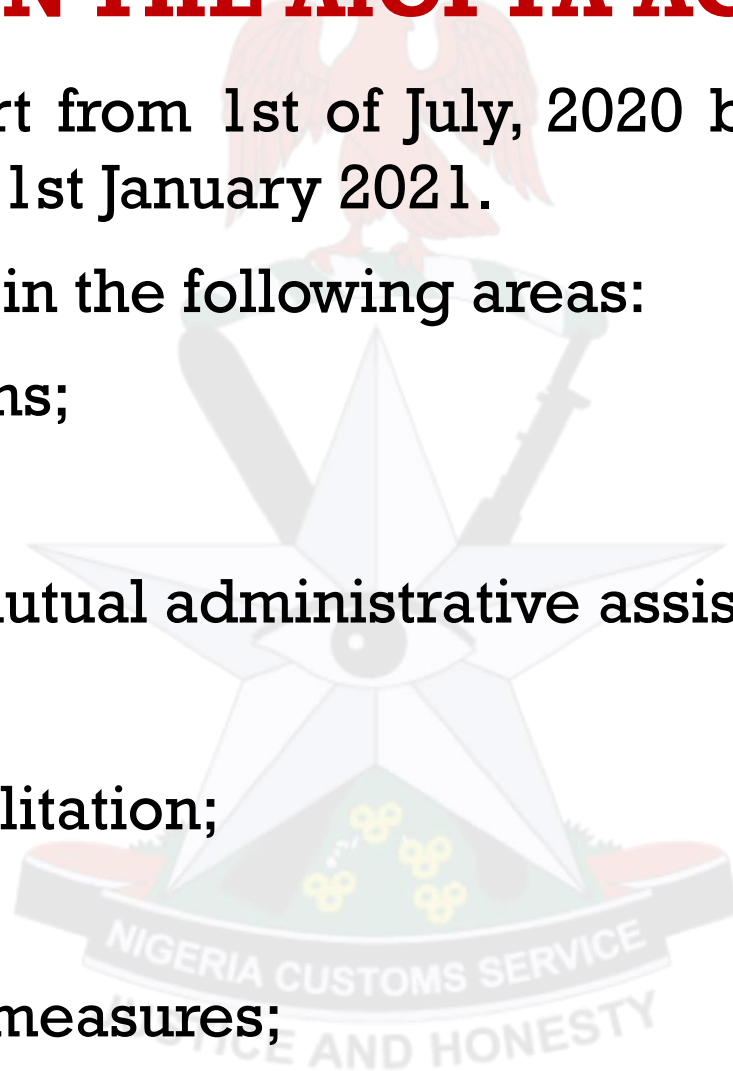 rt from 1st of July, 2020 b
1st January 2021.
in the following areas:
ns;
utual administrative assis
litation;
measures;
NIGERIA CUSTOMS SERVICE
JUSTICE AND HONESTY